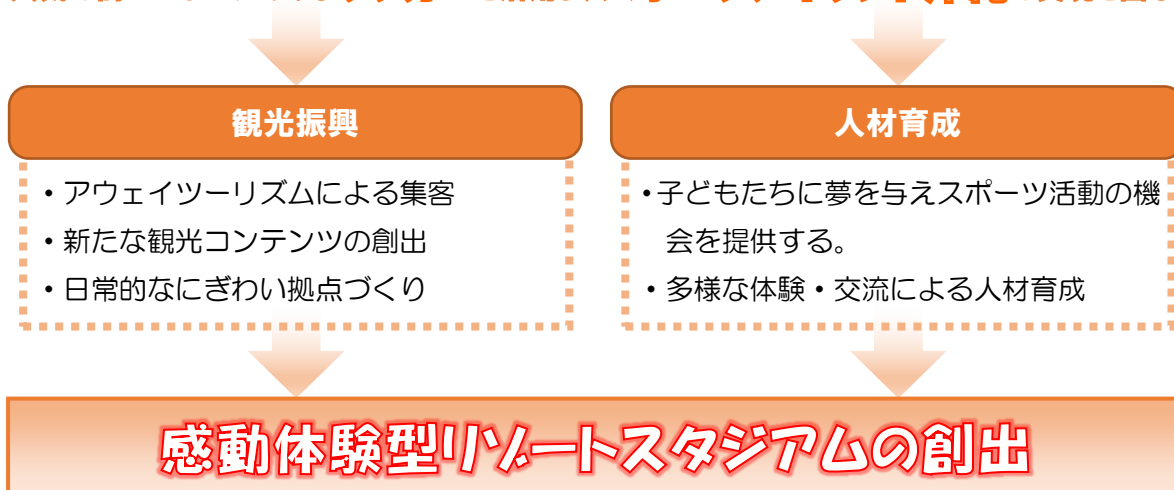 観光振興
・アウェイツーリズムによる集客
・新たな観光コンテンツの創出
・日常的なにぎわい拠点づくり
人材育成
・子どもたちに夢を与えスポーツ活動の機
会を提供する。
・多様な体験・交流による人材育成
感動体験型リゾートスタジアムの創出